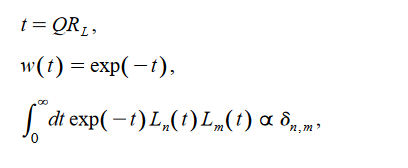 t = QR_L,
w(t) = exp(−t),
∫_0^∞ dt exp(−t) L_n(t) L_m(t) ∝ δ_{n,m},